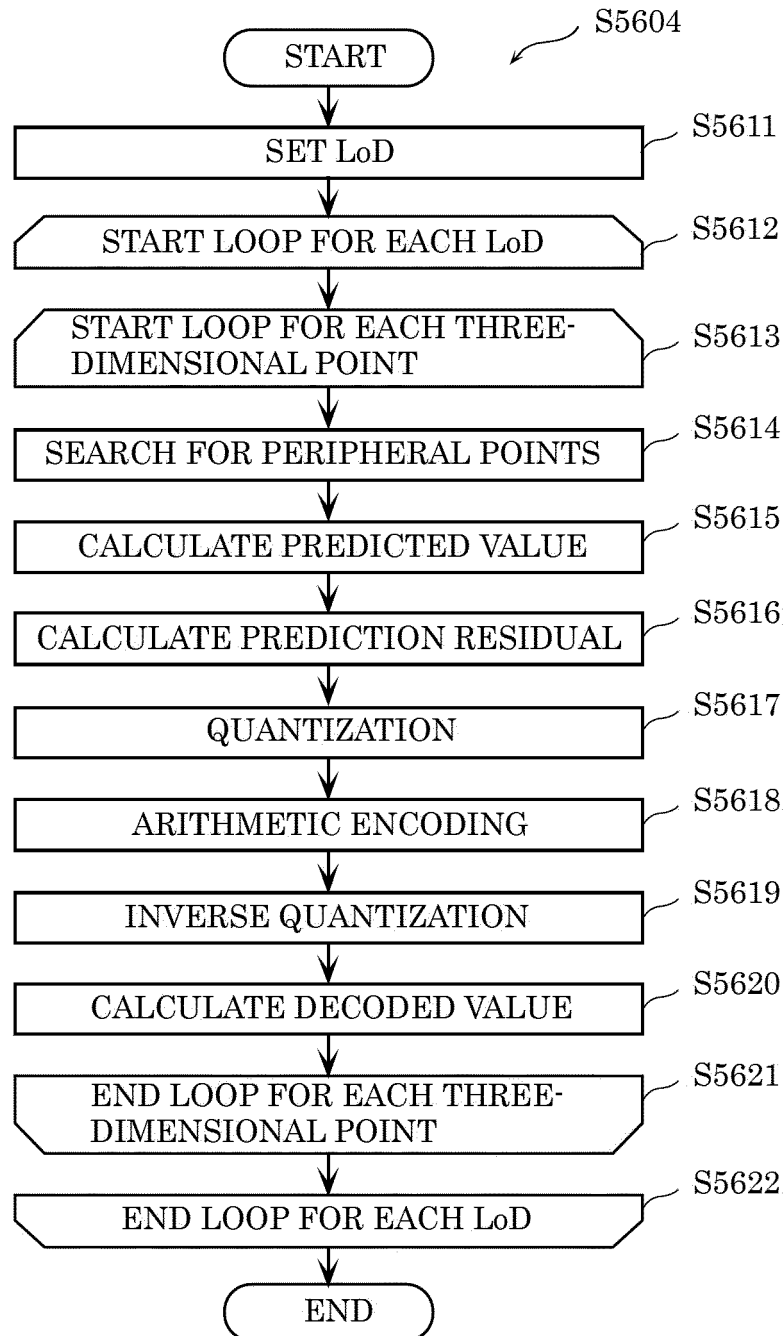 S5604
START
S5611
SET LoD
S5612
START LOOP FOR EACH LoD
S5613
START LOOP FOR EACH THREE-
DIMENSIONAL POINT
S5614
SEARCH FOR PERIPHERAL POINTS
S5615
CALCULATE PREDICTED VALUE
S5616
CALCULATE PREDICTION RESIDUAL
S5617
QUANTIZATION
S5618
ARITHMETIC ENCODING
S5619
INVERSE QUANTIZATION
S5620
CALCULATE DECODED VALUE
S5621
END LOOP FOR EACH THREE-
DIMENSIONAL POINT
S5622
END LOOP FOR EACH LoD
END